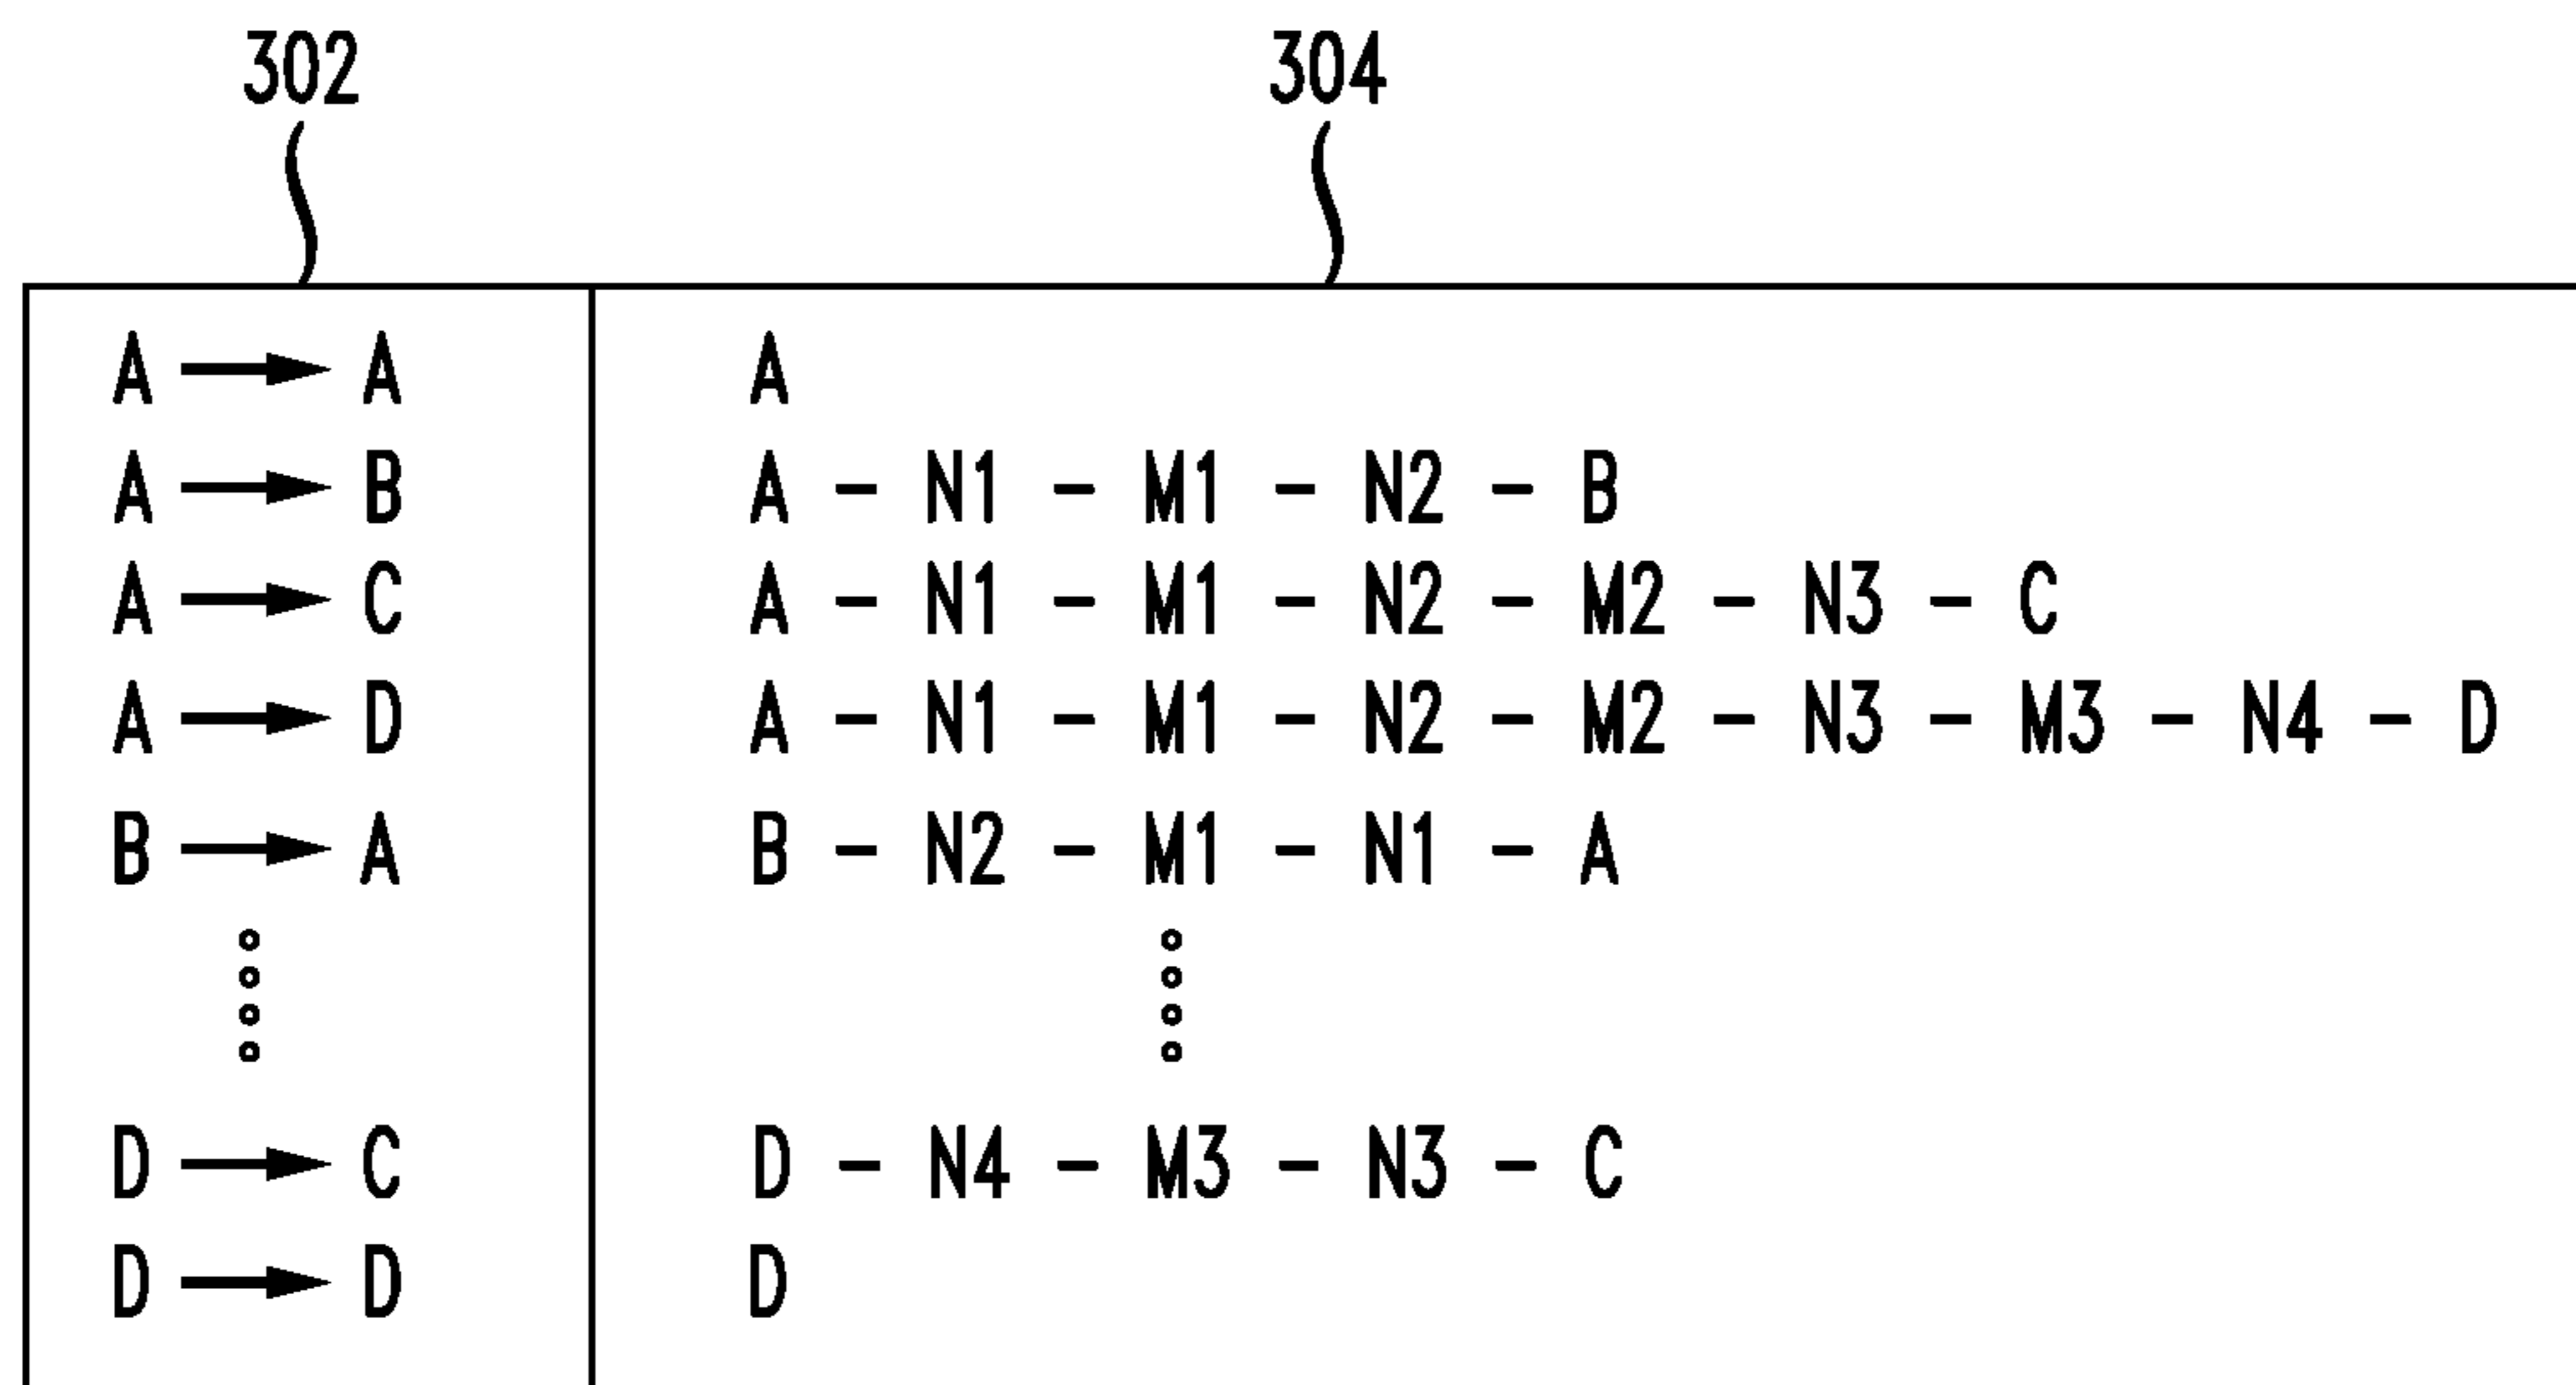 302 304
A → A A
A → B A - N1 - M1 - N2 - B
A → C A - N1 - M1 - N2 - M2 - N3 - C
A → D A - N1 - M1 - N2 - M2 - N3 - M3 - N4 - D
B → A B - N2 - M1 - N1 - A
D → C D - N4 - M3 - N3 - C
D → D D